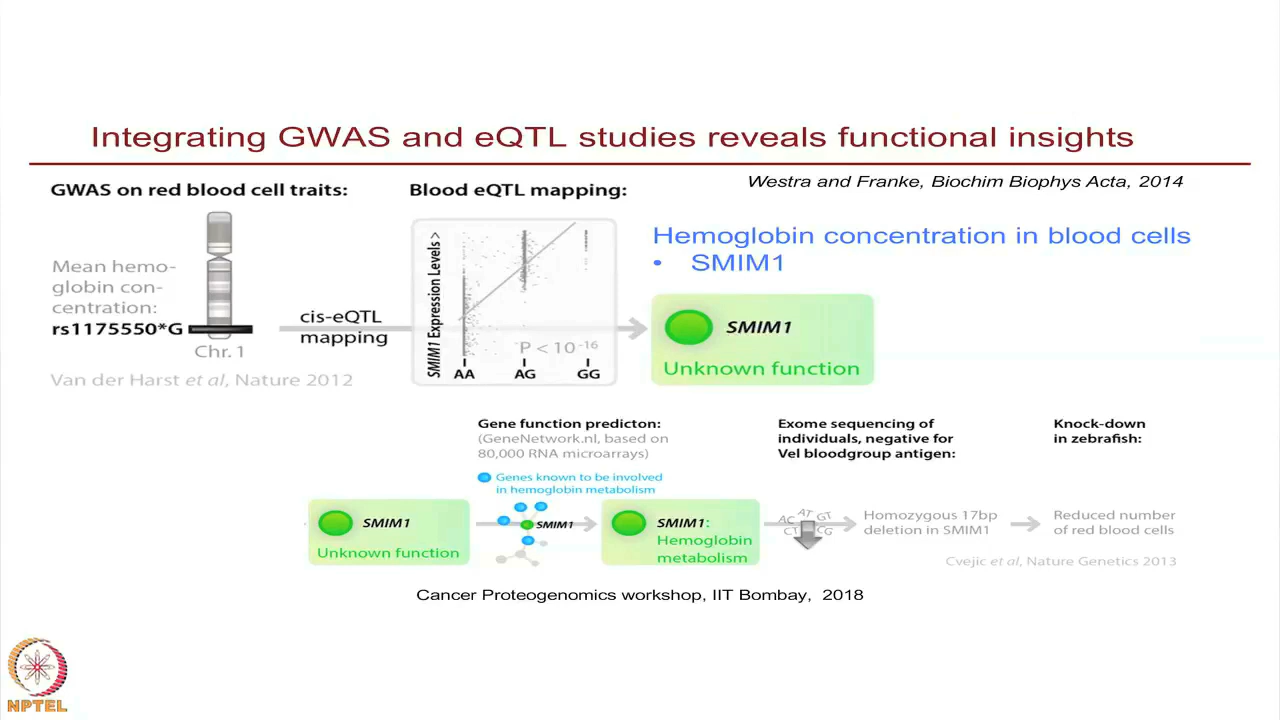 Integrating GWAS and eQTL studies reveals functional insights
Westra and Franke, Biochim Biophys Acta, 2014
GWAS on red blood cell traits:
Mean hemo-
globin con-
centration:
rs1175550*G
Chr. 1
Van der Harst et al, Nature 2012
cis-eQTL
mapping
Blood eQTL mapping:
SMIM1 Expression Levels >
P < 10-16
AA AG GG
Hemoglobin concentration in blood cells
• SMIM1
SMIM1
Unknown function
SMIM1
Unknown function
Gene function predicton:
(GeneNetwork.nl, based on
80,000 RNA microarrays)
Genes known to be involved
in hemoglobin metabolism
SMIM1
SMIM1:
Hemoglobin
metabolism
Exome sequencing of
individuals, negative for
Vel bloodgroup antigen:
AC AT GT
CT CG
Homozygous 17bp
deletion in SMIM1
Knock-down
in zebrafish:
Reduced number
of red blood cells
Cvejic et al, Nature Genetics 2013
Cancer Proteogenomics workshop, IIT Bombay, 2018
NPTEL